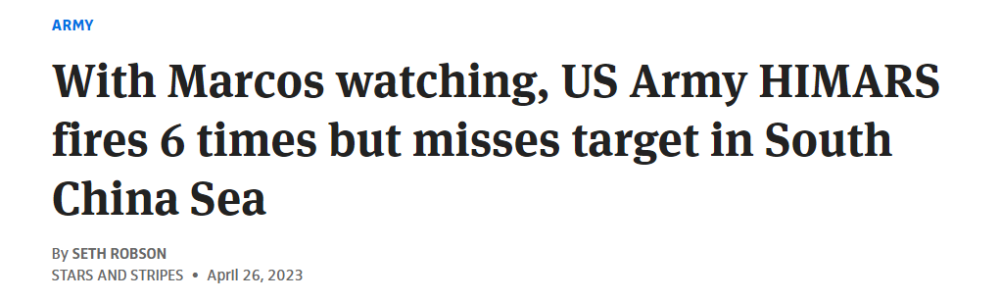 ARMY
With Marcos watching, US Army HIMARS
fires 6 times but misses target in South
China Sea
By SETH ROBSON
STARS AND STRIPES • April 26, 2023